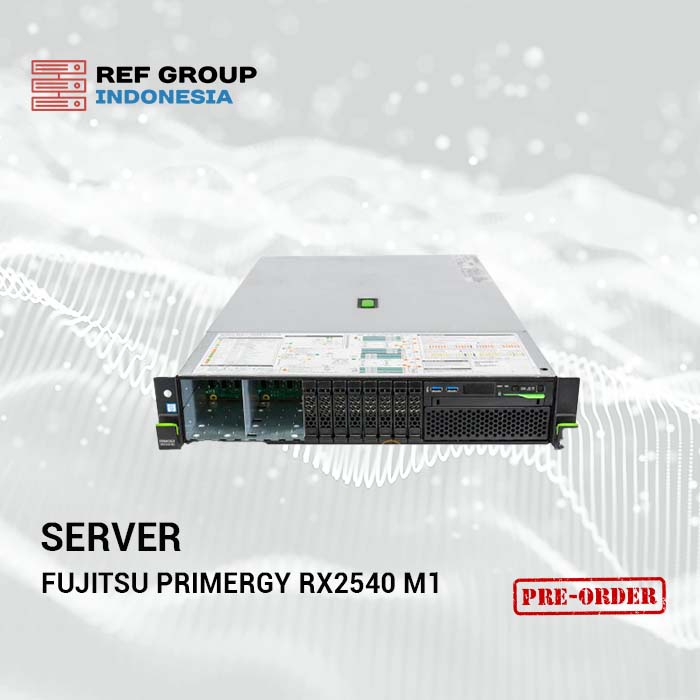 REF GROUP
INDONESIA
SERVER
FUJITSU PRIMERGY RX2540 M1
PRE-ORDER